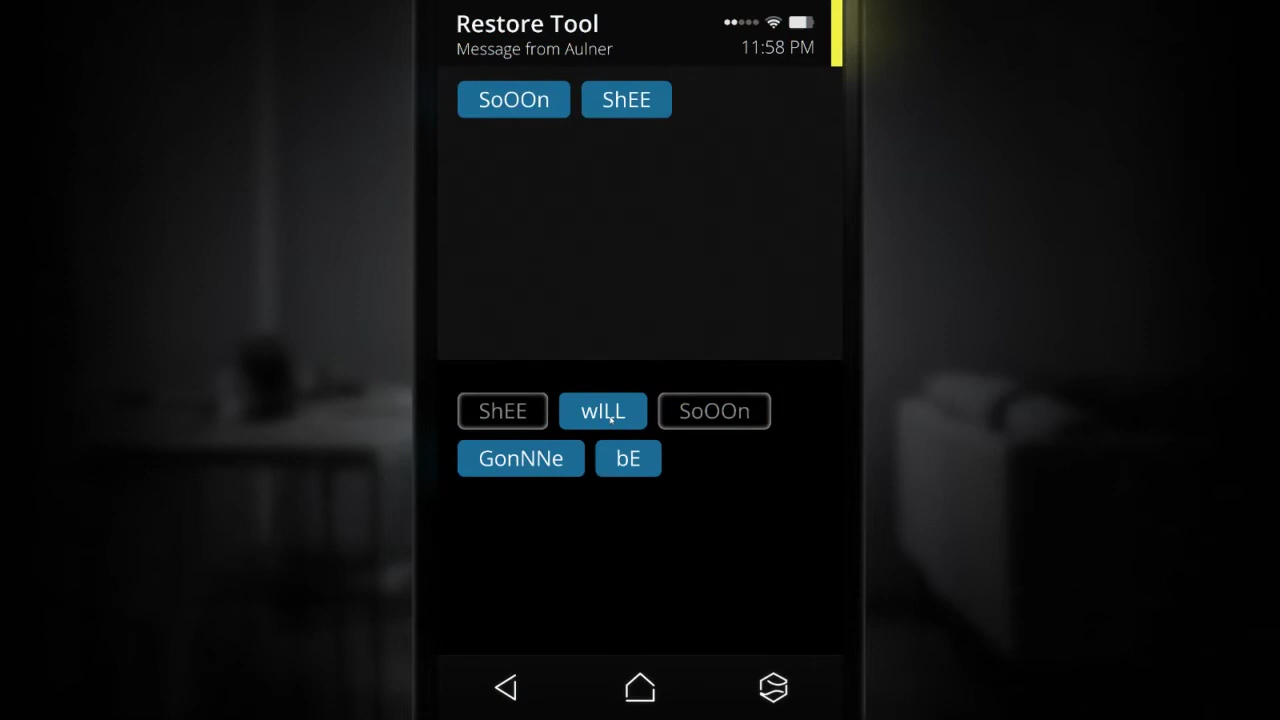 Restore Tool
Message from Aulner
11:58 PM
SoOOn ShEE
ShEE wILL SoOOn
GonNNe bE